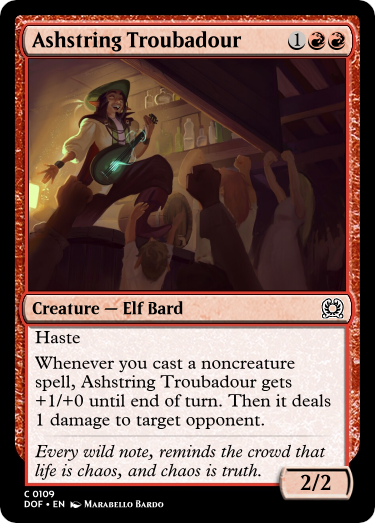 Ashstring Troubadour 1
Creature — Elf Bard
Haste
Whenever you cast a noncreature
spell, Ashstring Troubadour gets
+1/+0 until end of turn. Then it deals
1 damage to target opponent.
Every wild note, reminds the crowd that
life is chaos, and chaos is truth.
2/2
C 0109
DOF • EN Marabello Bardo